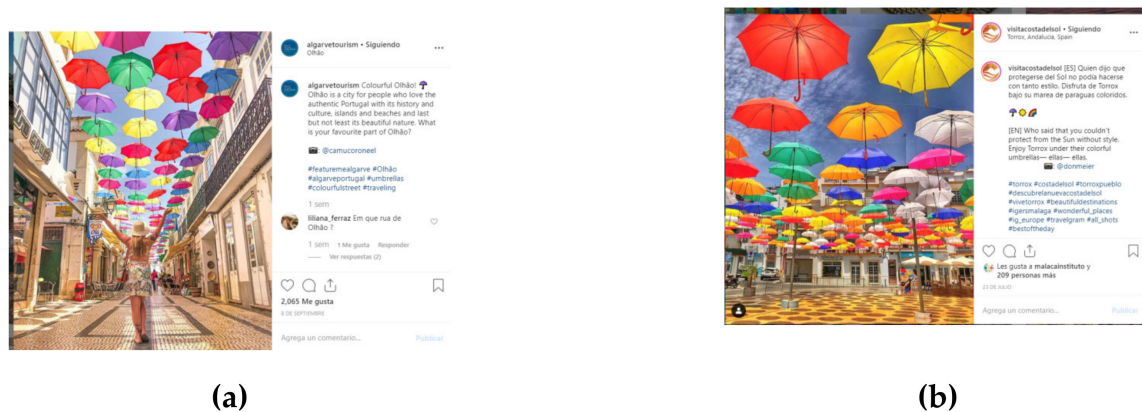 algarvetourism • Siguiendo
Olhão
algarvetourism Colourful Olhão!
Olhão is a city for people who love the
authentic Portugal with its history and
culture, islands and beaches and last
but not least its beautiful nature. What
is your favourite part of Olhão?
: @camucoroneel
#featuremealgarve #Olhão
#algarveportugal #umbrellas
#colourfulstreet #traveling
1 sem
liliana_ferraz Em que rua de
Olhão ?
1 sem 1 Me gusta Responder
Ver respuestas (2)
2,065 Me gusta
6 DE SEPTIEMBRE
Agrega un comentario... Publicar
(a)
visitacostadelsol • Siguiendo
Torrox, Andalucia, Spain
visitacostadelsol [ES] Quien dijo que
protegerse del Sol no podía hacerse
con tanto estilo. Disfruta de Torrox
bajo su marea de paraguas coloridos.
[EN] Who said that you couldn't
protect from the Sun without style.
Enjoy Torrox under their colorful
umbrellas— ellas— ellas.
: @donmeier
#torrox #costadelsol #torroxpueblo
#descubrelanuevacostadelsol
#vivetorrox #beautifuldestinations
#igersmalaga #wonderful_places
#ig_europe #travelgram #all_shots
#bestoftheday
Les gusta a malacainstituto y
209 personas más
23 DE JULIO
Agrega un comentario... Publicar
(b)